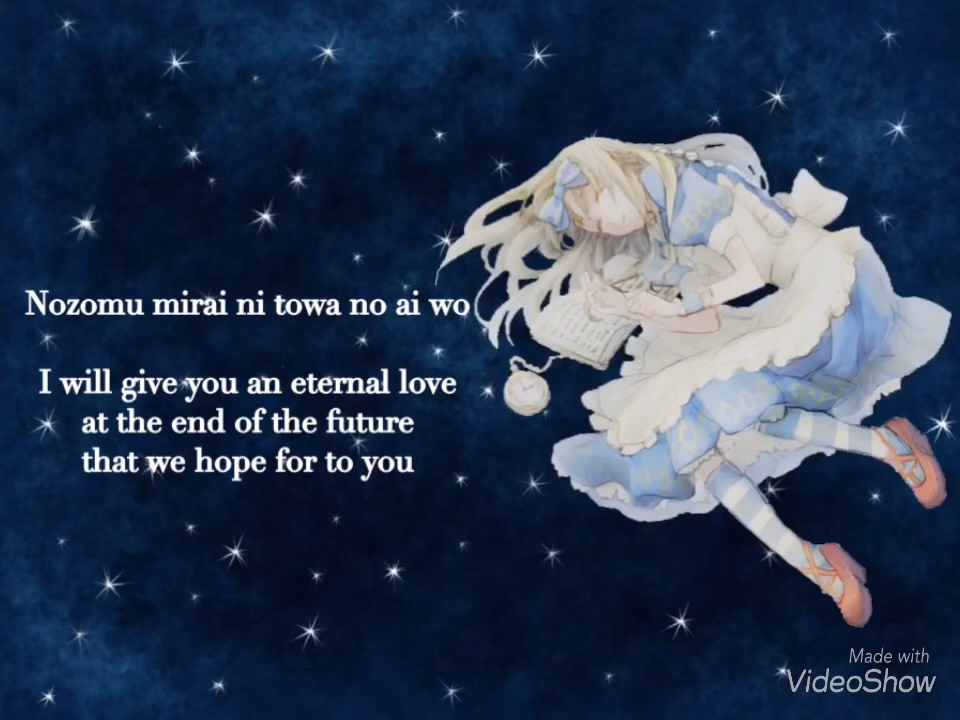 Nozomu mirai ni towa no ai wo
I will give you an eternal love
at the end of the future
that we hope for to you
Made with
VideoShow